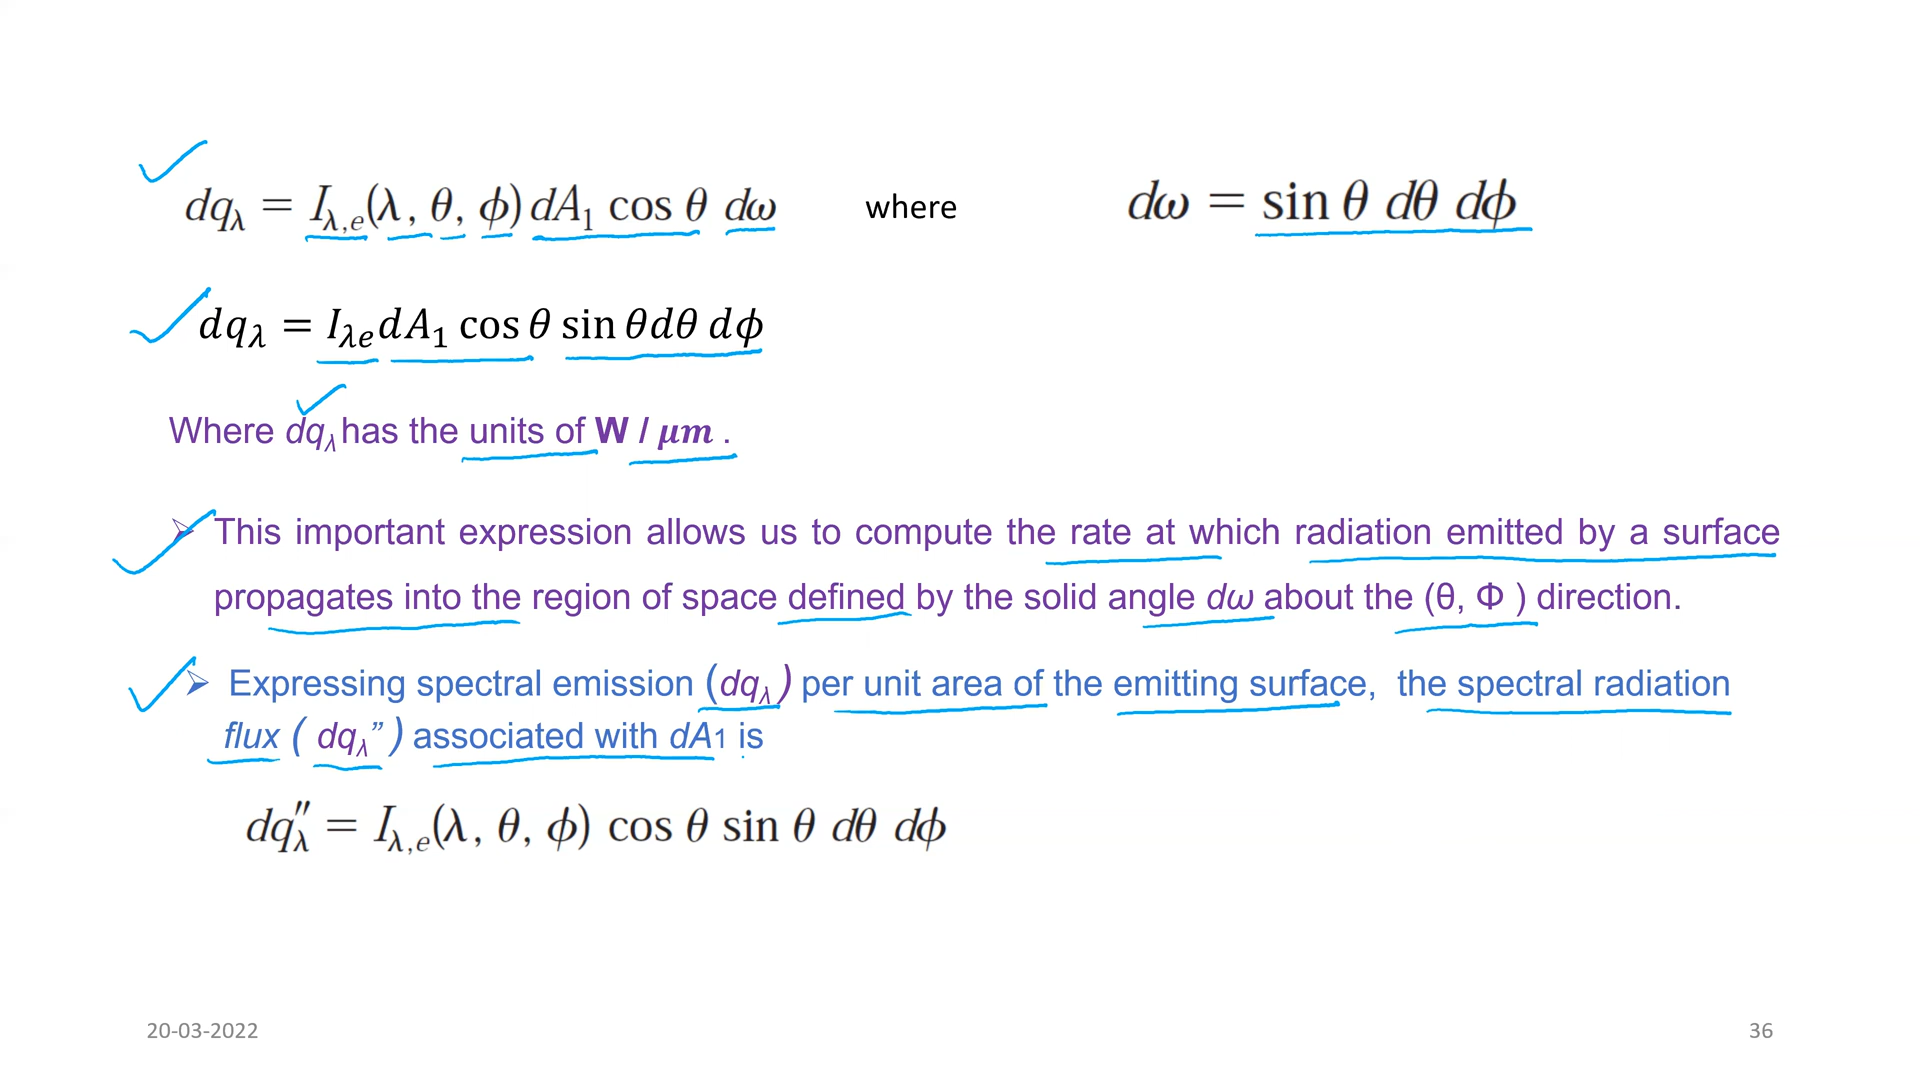 dqλ = Iλ,e(λ, θ, ϕ) dA1 cos θ dω where dω = sin θ dθ dϕ
dqλ = Iλe dA1 cos θ sin θdθ dϕ
Where dqλ has the units of W / μm .
➢ This important expression allows us to compute the rate at which radiation emitted by a surface
propagates into the region of space defined by the solid angle dω about the (θ, Φ ) direction.
➢ Expressing spectral emission (dqλ ) per unit area of the emitting surface, the spectral radiation
flux ( dqλ” ) associated with dA1 is
dq″λ = Iλ,e(λ, θ, ϕ) cos θ sin θ dθ dϕ
20-03-2022 36